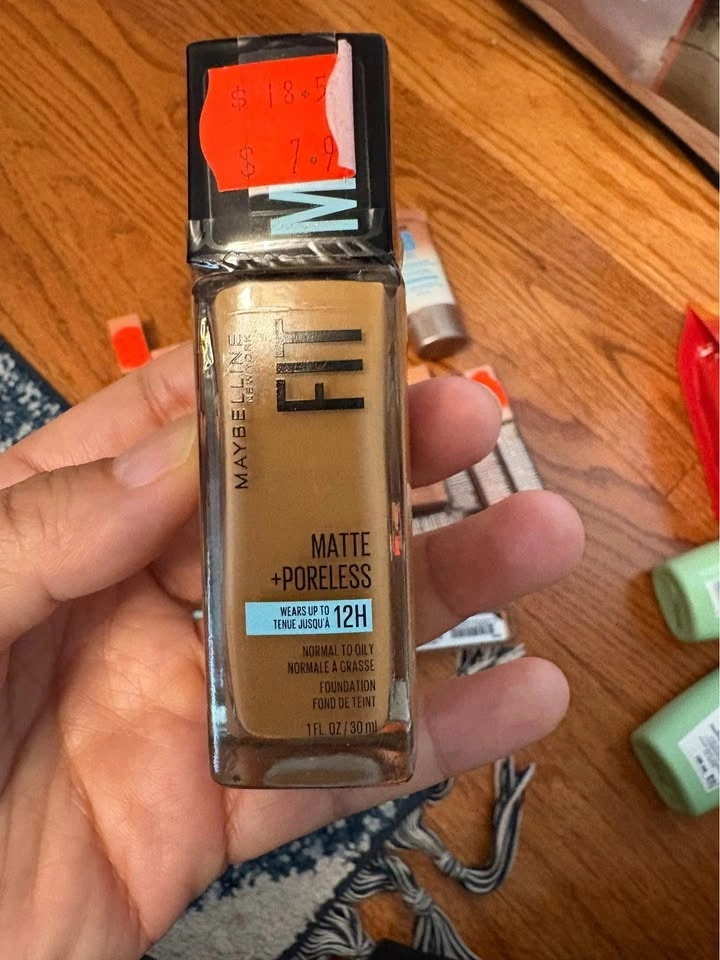 $ 18.5
$ 7.9
M
FIT
MAYBELLINE
NEW YORK
MATTE
+PORELESS
WEARS UP TO
TENUE JUSQU'À
12H
NORMAL TO OILY
NORMALE À GRASSE
FOUNDATION
FOND DE TEINT
1 FL. OZ / 30 ml